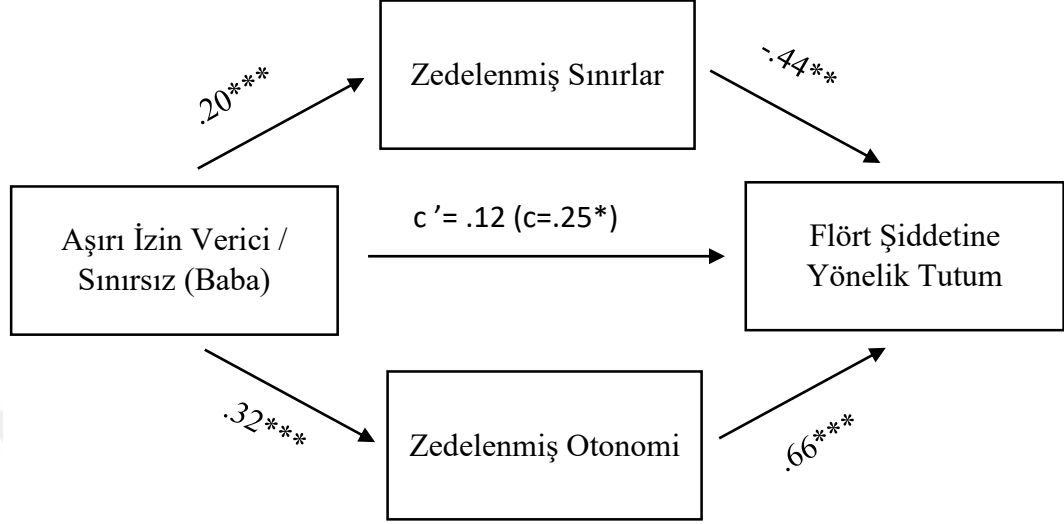 Zedelenmiş Sınırlar
.20***
-.44**
Aşırı İzin Verici /
Sınırsız (Baba)
c ’= .12 (c=.25*)
Flört Şiddetine
Yönelik Tutum
.32***
.66***
Zedelenmiş Otonomi